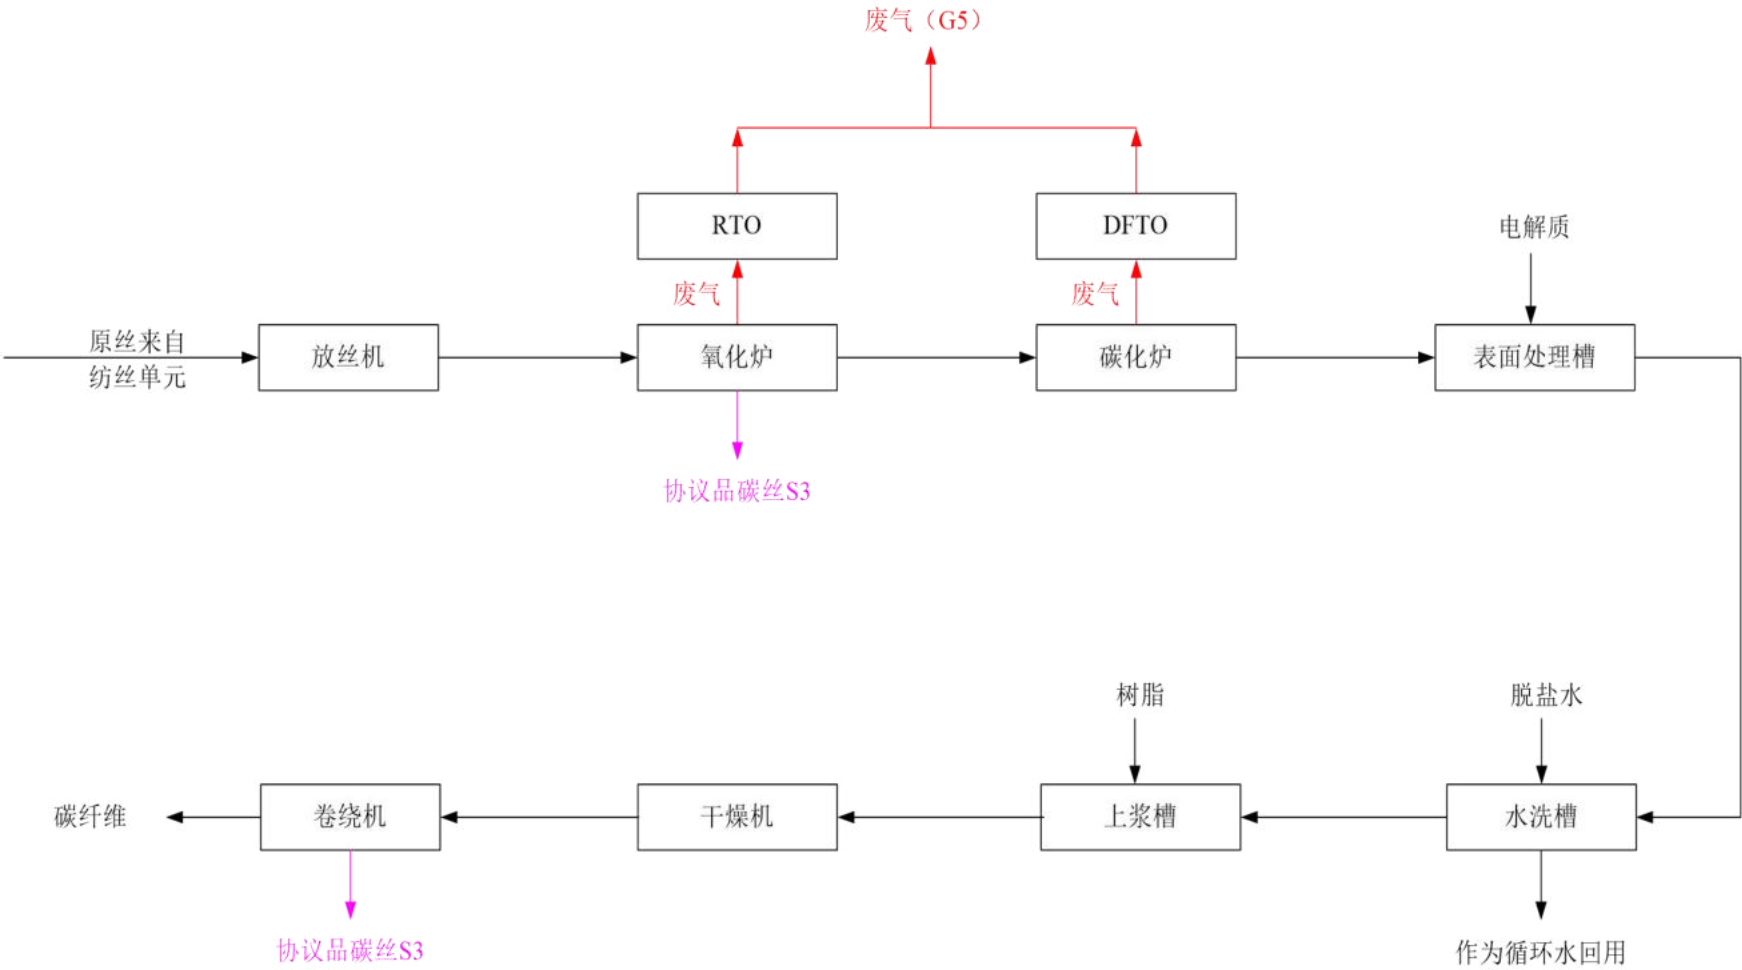 废气（G5）
RTO
DFTO
电解质
废气
废气
原丝来自
纺丝单元
放丝机
氧化炉
碳化炉
表面处理槽
协议品碳丝S3
树脂
脱盐水
碳纤维
卷绕机
干燥机
上浆槽
水洗槽
协议品碳丝S3
作为循环水回用